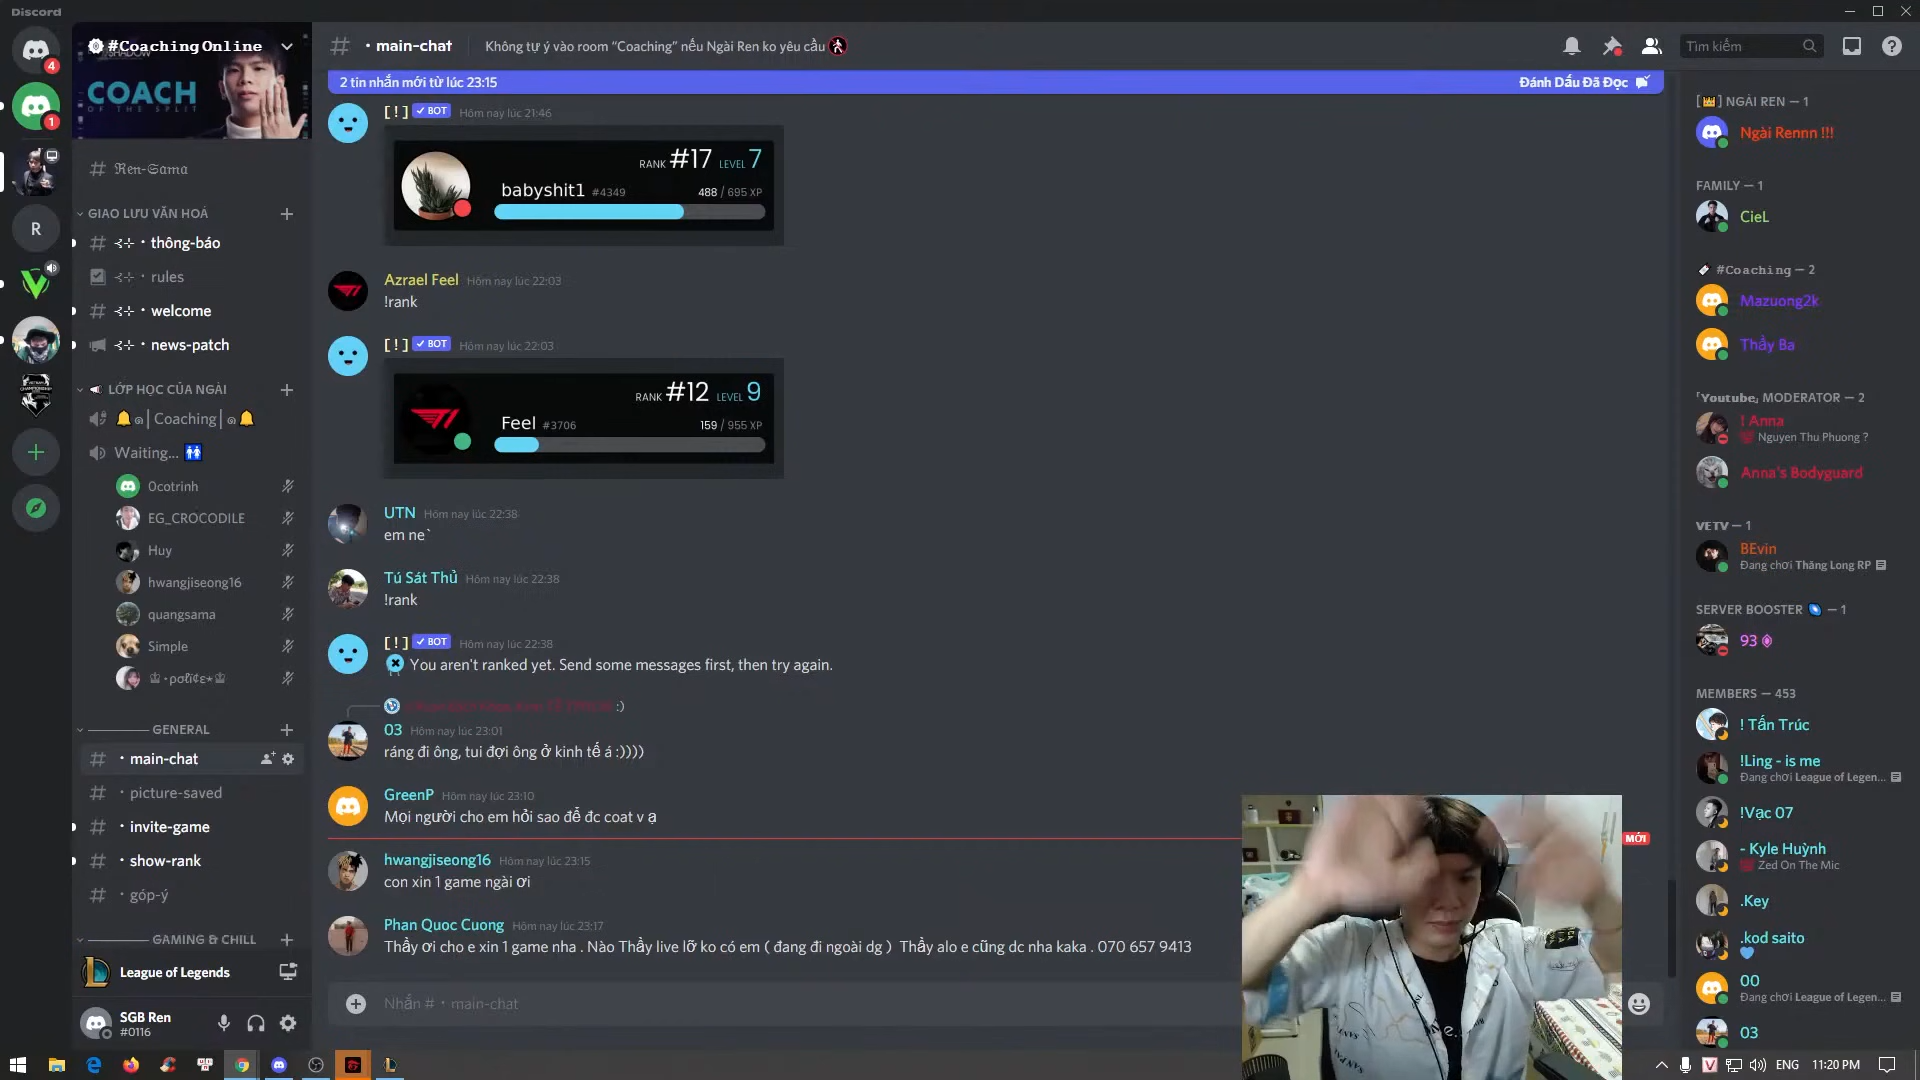 Discord
#Coaching Online
COACH
OF THE SPLIT
• main-chat
Không tự ý vào room "Coaching" nếu Ngài Ren ko yêu cầu
Tìm kiếm
2 tin nhắn mới từ lúc 23:15
Đánh Dấu Đã Đọc
4
1
R
Ren-Sama
GIAO LƯU VĂN HOÁ
• thông-báo
• rules
• welcome
• news-patch
LỚP HỌC CỦA NGÀI
| Coaching |
Waiting...
0cotrinh
EG_CROCODILE
Huy
hwangjiseong16
quangsama
Simple
GENERAL
• main-chat
• picture-saved
• invite-game
• show-rank
• góp-ý
GAMING & CHILL
League of Legends
SGB Ren
#0116
[ ! ] BOT Hôm nay lúc 21:46
RANK #17 LEVEL 7
babyshit1 #4349 488 / 695 XP
Azrael Feel Hôm nay lúc 22:03
!rank
[ ! ] BOT Hôm nay lúc 22:03
RANK #12 LEVEL 9
Feel #3706 159 / 955 XP
UTN Hôm nay lúc 22:38
em ne`
Tú Sát Thủ Hôm nay lúc 22:38
!rank
[ ! ] BOT Hôm nay lúc 22:38
You aren't ranked yet. Send some messages first, then try again.
:)
03 Hôm nay lúc 23:01
ráng đi ông, tui đợi ông ở kinh tế á :))))
GreenP Hôm nay lúc 23:10
Mọi người cho em hỏi sao để đc coat v ạ
MỚI
hwangjiseong16 Hôm nay lúc 23:15
con xin 1 game ngài ơi
Phan Quoc Cuong Hôm nay lúc 23:17
Thầy ơi cho e xin 1 game nha . Nào Thầy live lỡ ko có em ( đang đi ngoài dg ) Thầy alo e cũng dc nha kaka . 070 657 9413
Nhắn # • main-chat
[ ] NGÀI REN — 1
Ngài Rennn !!!
FAMILY — 1
CieL
#Coaching — 2
Mazuong2k
Thầy Ba
「Youtube」 MODERATOR — 2
! Anna
Nguyen Thu Phuong ?
Anna's Bodyguard
VETV — 1
BEvin
Đang chơi Thăng Long RP
SERVER BOOSTER — 1
93
MEMBERS — 453
! Tấn Trúc
!Ling - is me
Đang chơi League of Legen...
!Vạc 07
- Kyle Huỳnh
Zed On The Mic
.Key
.kod saito
00
Đang chơi League of Legen...
03
ENG 11:20 PM